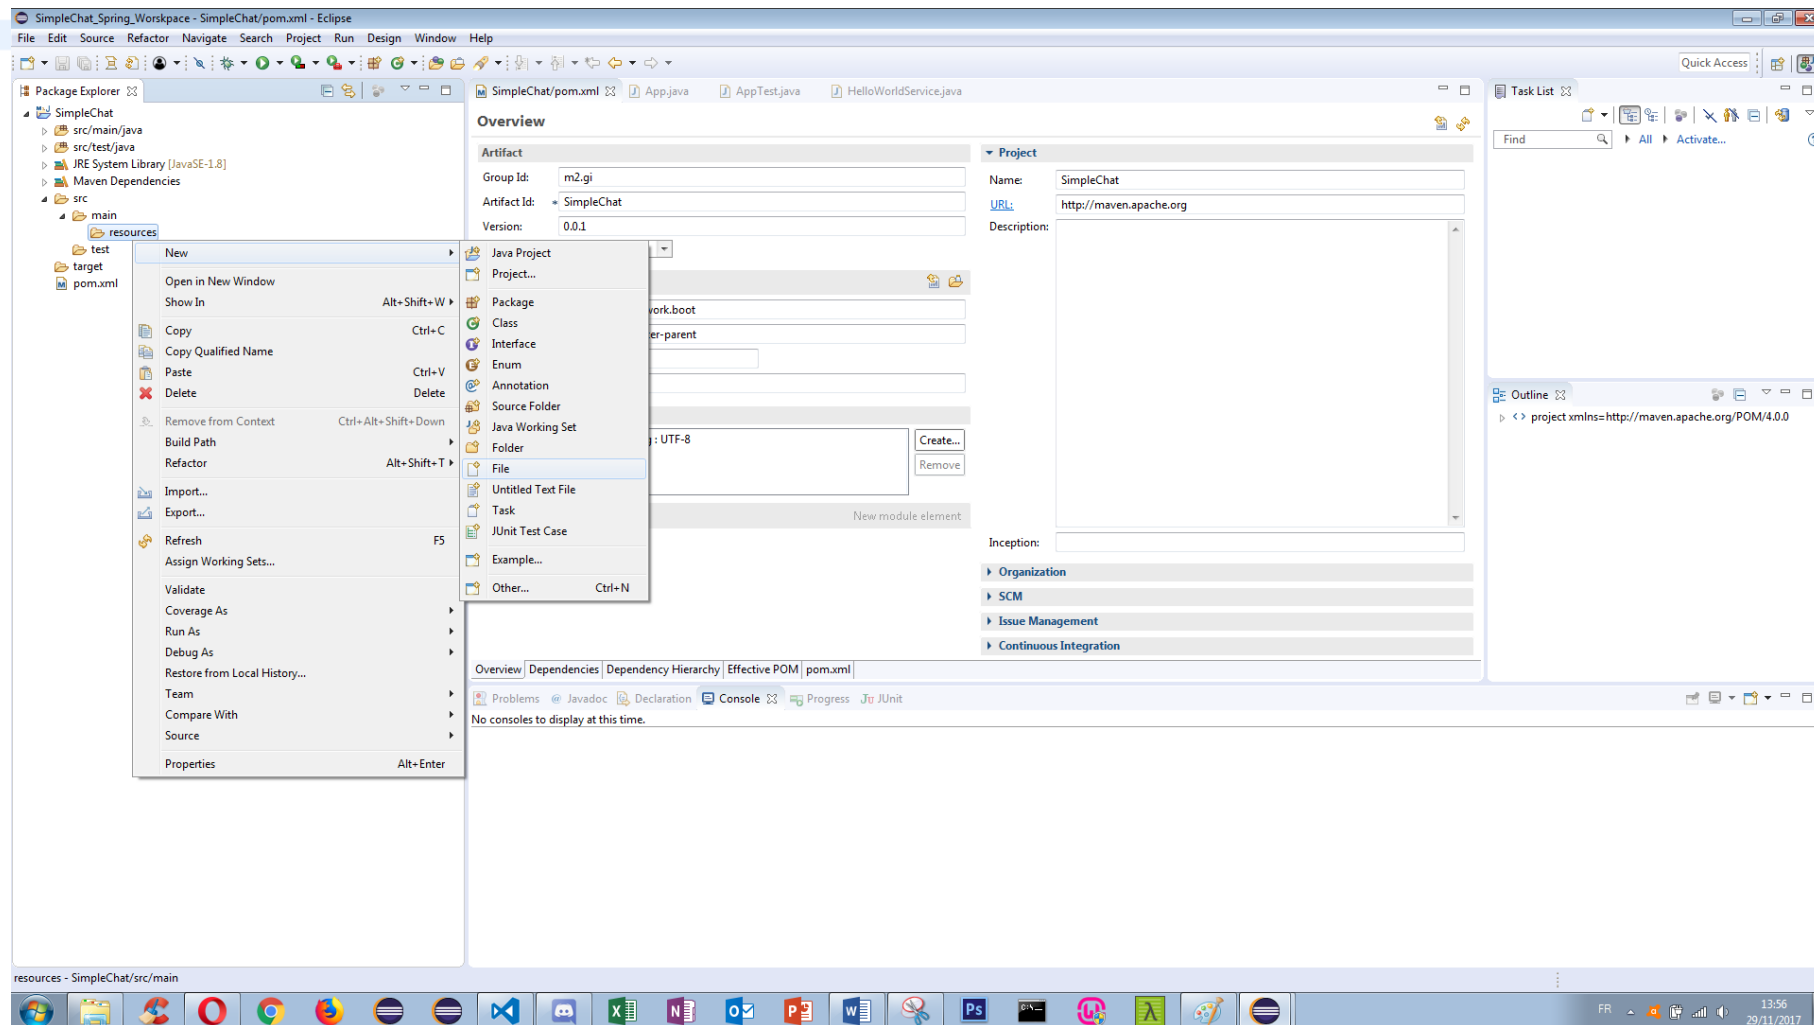 SimpleChat_Spring_Worskpace - SimpleChat/pom.xml - Eclipse
File Edit Source Refactor Navigate Search Project Run Design Window Help
Quick Access
Package Explorer
SimpleChat
src/main/java
src/test/java
JRE System Library [JavaSE-1.8]
Maven Dependencies
src
main
resources
test
target
pom.xml
New
Open in New Window
Show In Alt+Shift+W
Copy Ctrl+C
Copy Qualified Name
Paste Ctrl+V
Delete Delete
Remove from Context Ctrl+Alt+Shift+Down
Build Path
Refactor Alt+Shift+T
Import...
Export...
Refresh F5
Assign Working Sets...
Validate
Coverage As
Run As
Debug As
Restore from Local History...
Team
Compare With
Source
Properties Alt+Enter
Java Project
Project...
Package
Class
Interface
Enum
Annotation
Source Folder
Java Working Set
Folder
File
Untitled Text File
Task
JUnit Test Case
Example...
Other... Ctrl+N
SimpleChat/pom.xml App.java AppTest.java HelloWorldService.java
Overview
Artifact
Group Id: m2.gi
Artifact Id: * SimpleChat
Version: 0.0.1
work.boot
ter-parent
g : UTF-8
Create...
Remove
New module element
Project
Name: SimpleChat
URL: http://maven.apache.org
Description:
Inception:
Organization
SCM
Issue Management
Continuous Integration
Overview Dependencies Dependency Hierarchy Effective POM pom.xml
Problems Javadoc Declaration Console Progress JUnit
No consoles to display at this time.
Task List
Find All Activate...
Outline
project xmlns=http://maven.apache.org/POM/4.0.0
resources - SimpleChat/src/main
FR
13:56
29/11/2017